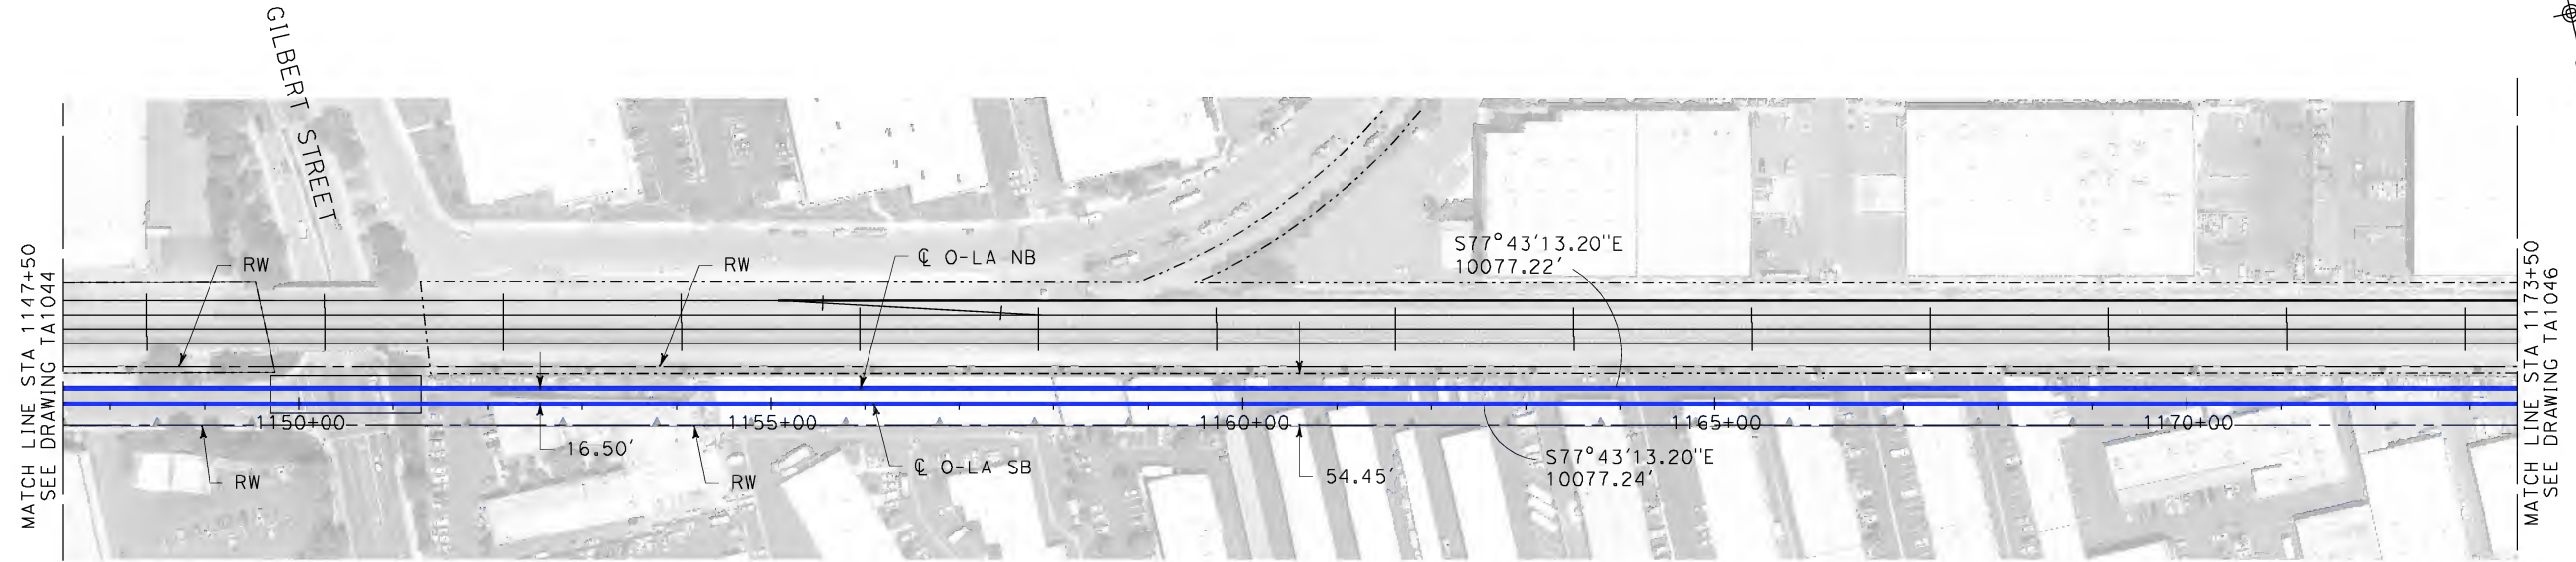 GILBERT STREET
MATCH LINE STA 1147+50
SEE DRAWING TA1044
RW
RW
℄ O-LA NB
S77°43'13.20"E
10077.22'
1150+00
1155+00
1160+00
1165+00
1170+00
16.50'
RW
RW
℄ O-LA SB
54.45'
S77°43'13.20"E
10077.24'
MATCH LINE STA 1173+50
SEE DRAWING TA1046